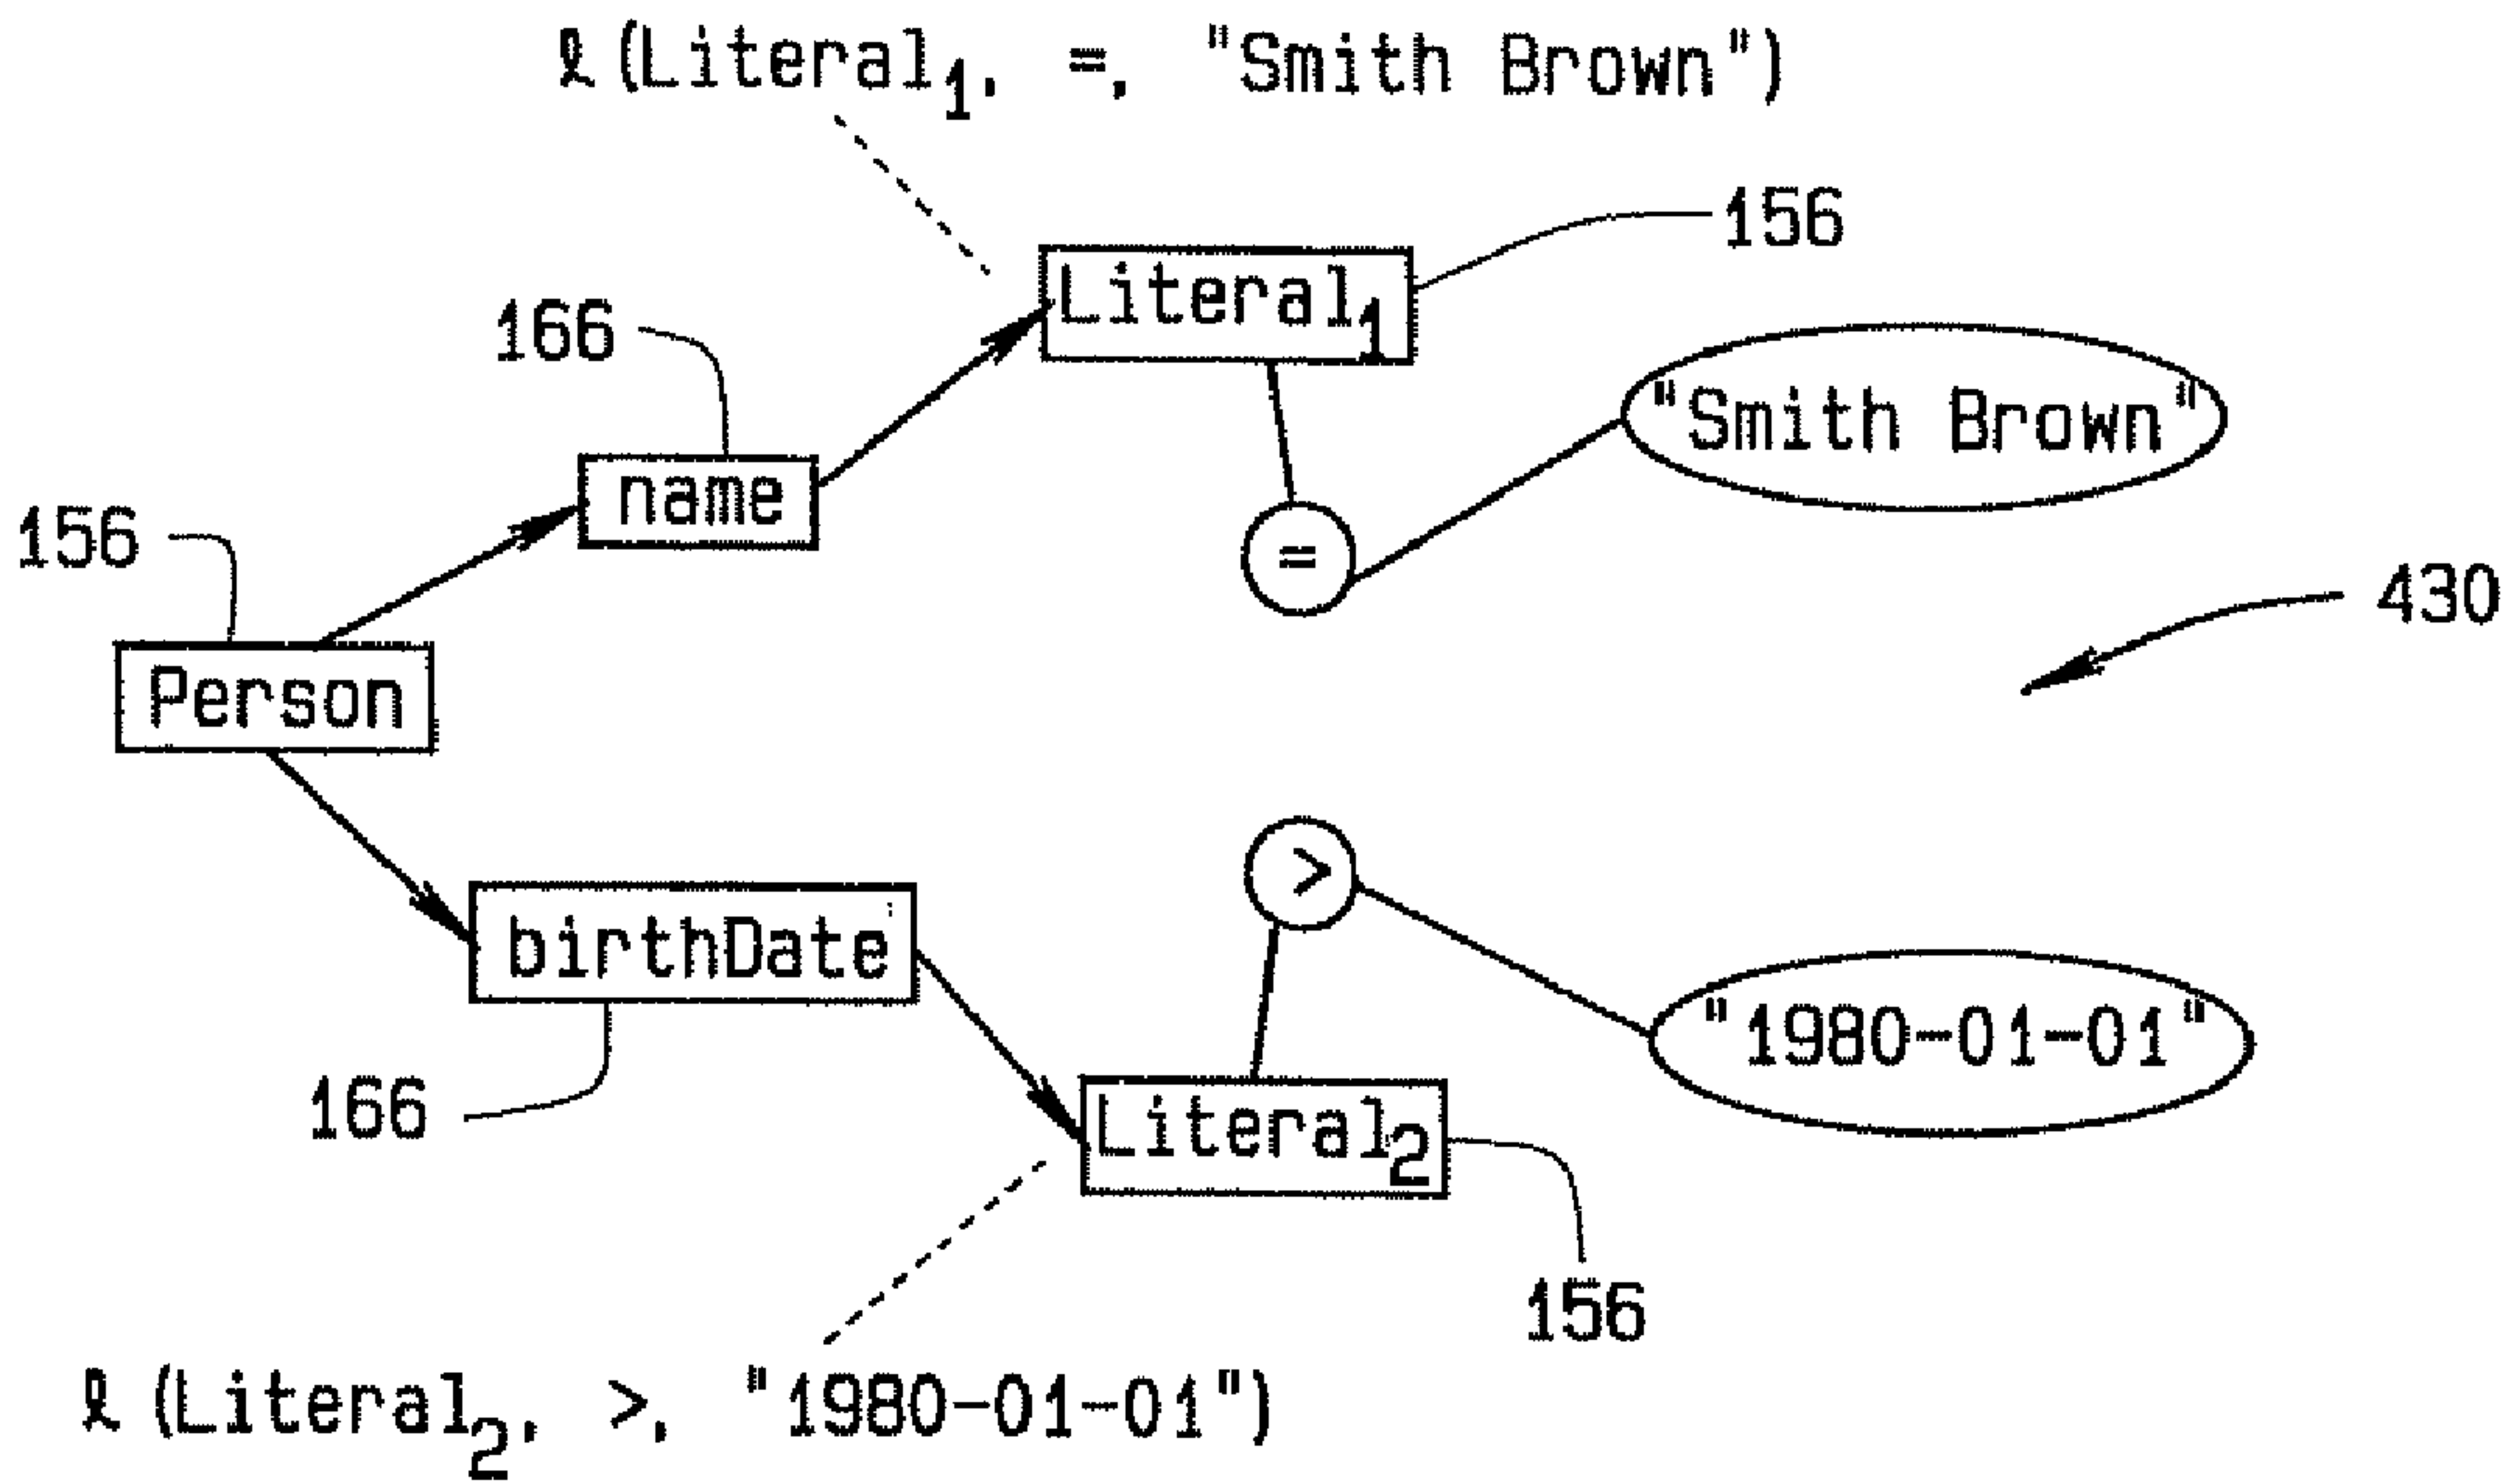 ℓ (Literal₁, =, "Smith Brown")
156
166
Literal₁
"Smith Brown"
name
156
=
430
Person
>
birthDate
"1980-01-01"
166
Literal₂
156
ℓ (Literal₂, >, "1980-01-01")